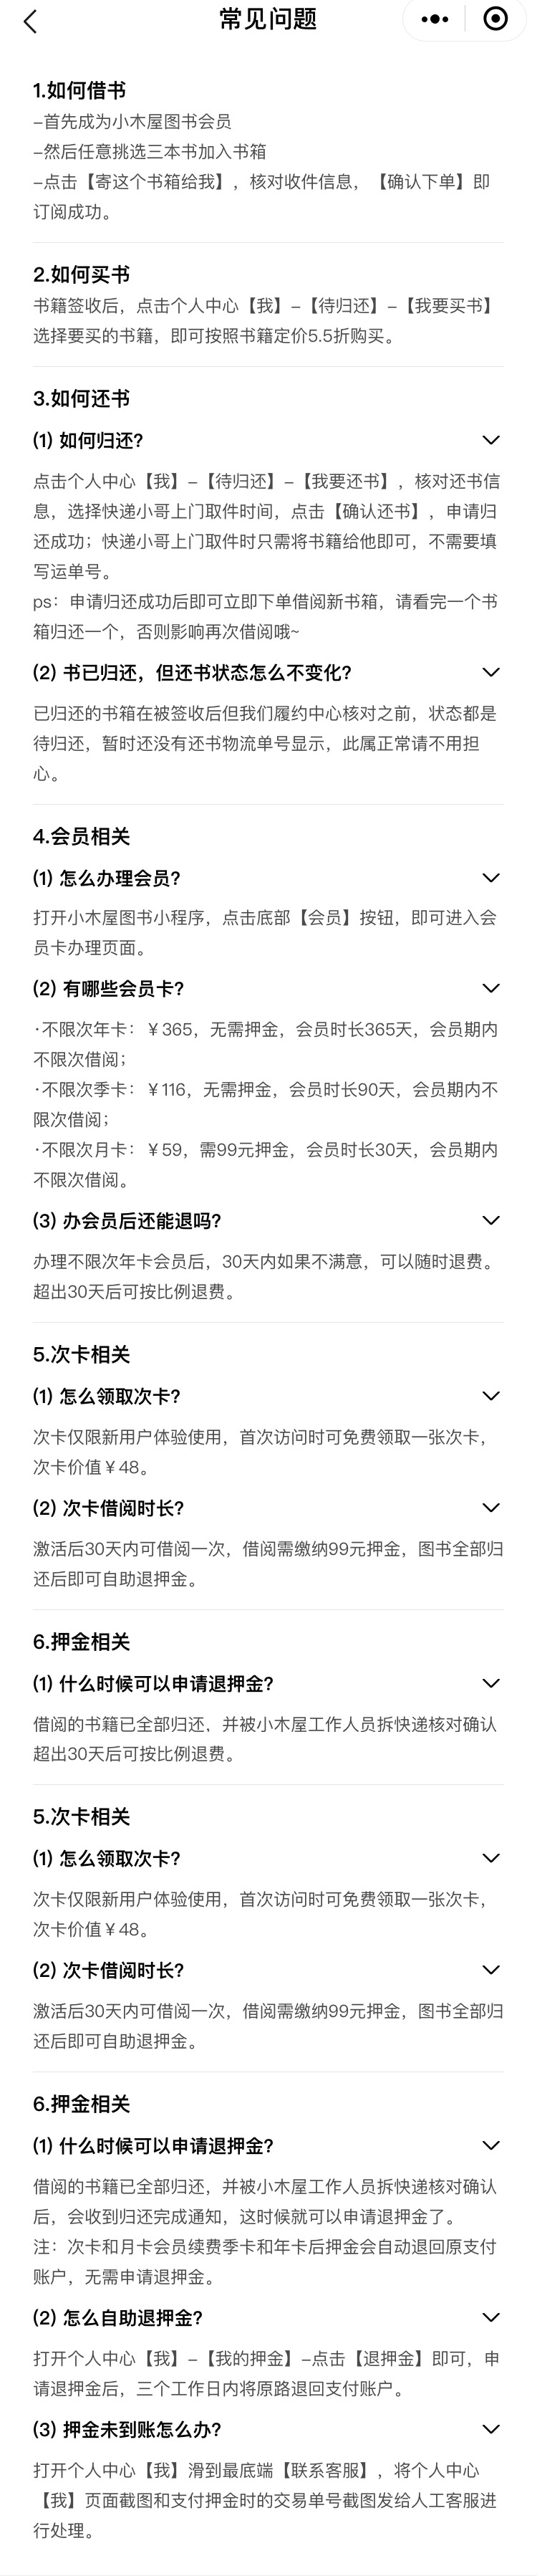 常见问题
1.如何借书
–首先成为小木屋图书会员
–然后任意挑选三本书加入书箱
–点击【寄这个书箱给我】，核对收件信息，【确认下单】即
订阅成功。
2.如何买书
书籍签收后，点击个人中心【我】–【待归还】–【我要买书】
选择要买的书籍，即可按照书籍定价5.5折购买。
3.如何还书
(1) 如何归还?
点击个人中心【我】–【待归还】–【我要还书】，核对还书信
息，选择快递小哥上门取件时间，点击【确认还书】，申请归
还成功；快递小哥上门取件时只需将书籍给他即可，不需要填
写运单号。
ps：申请归还成功后即可立即下单借阅新书箱，请看完一个书
箱归还一个，否则影响再次借阅哦~
(2) 书已归还，但还书状态怎么不变化?
已归还的书箱在被签收后但我们履约中心核对之前，状态都是
待归还，暂时还没有还书物流单号显示，此属正常请不用担
心。
4.会员相关
(1) 怎么办理会员?
打开小木屋图书小程序，点击底部【会员】按钮，即可进入会
员卡办理页面。
(2) 有哪些会员卡?
·不限次年卡：￥365，无需押金，会员时长365天，会员期内
不限次借阅；
·不限次季卡：￥116，无需押金，会员时长90天，会员期内不
限次借阅；
·不限次月卡：￥59，需99元押金，会员时长30天，会员期内
不限次借阅。
(3) 办会员后还能退吗?
办理不限次年卡会员后，30天内如果不满意，可以随时退费。
超出30天后可按比例退费。
5.次卡相关
(1) 怎么领取次卡?
次卡仅限新用户体验使用，首次访问时可免费领取一张次卡，
次卡价值￥48。
(2) 次卡借阅时长?
激活后30天内可借阅一次，借阅需缴纳99元押金，图书全部归
还后即可自助退押金。
6.押金相关
(1) 什么时候可以申请退押金?
借阅的书籍已全部归还，并被小木屋工作人员拆快递核对确认
超出30天后可按比例退费。
5.次卡相关
(1) 怎么领取次卡?
次卡仅限新用户体验使用，首次访问时可免费领取一张次卡，
次卡价值￥48。
(2) 次卡借阅时长?
激活后30天内可借阅一次，借阅需缴纳99元押金，图书全部归
还后即可自助退押金。
6.押金相关
(1) 什么时候可以申请退押金?
借阅的书籍已全部归还，并被小木屋工作人员拆快递核对确认
后，会收到归还完成通知，这时候就可以申请退押金了。
注：次卡和月卡会员续费季卡和年卡后押金会自动退回原支付
账户，无需申请退押金。
(2) 怎么自助退押金?
打开个人中心【我】–【我的押金】–点击【退押金】即可，申
请退押金后，三个工作日内将原路退回支付账户。
(3) 押金未到账怎么办?
打开个人中心【我】滑到最底端【联系客服】，将个人中心
【我】页面截图和支付押金时的交易单号截图发给人工客服进
行处理。